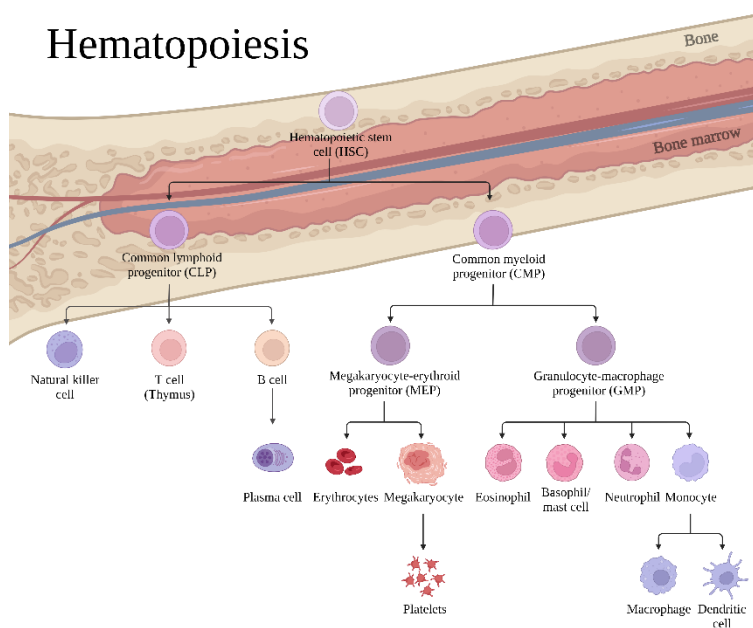 Hematopoiesis
Bone
Bone marrow
Hematopoietic stem
cell (HSC)
Common lymphoid
progenitor (CLP)
Common myeloid
progenitor (CMP)
Natural killer
cell
T cell
(Thymus)
B cell
Megakaryocyte-erythroid
progenitor (MEP)
Granulocyte-macrophage
progenitor (GMP)
Plasma cell
Erythrocytes
Megakaryocyte
Eosinophil
Basophil/
mast cell
Neutrophil
Monocyte
Platelets
Macrophage
Dendritic
cell